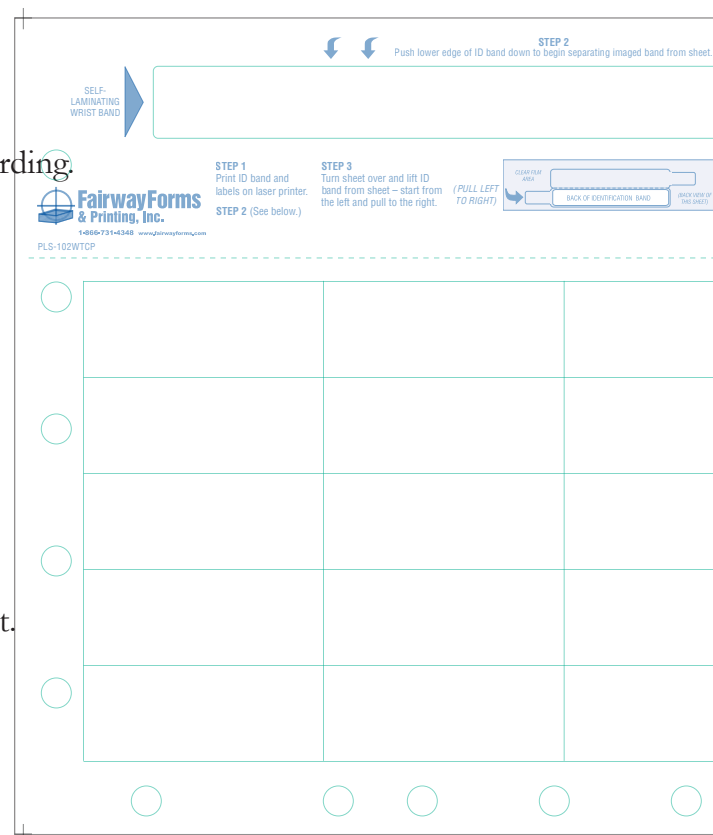 STEP 2
Push lower edge of ID band down to begin separating imaged band from sheet.
SELF-
LAMINATING
WRIST BAND
rding.
STEP 1
Print ID band and
labels on laser printer.
STEP 2 (See below.)
STEP 3
Turn sheet over and lift ID
band from sheet – start from
the left and pull to the right.
(PULL LEFT
TO RIGHT)
CLEAR FILM
AREA
BACK OF IDENTIFICATION BAND
(BACK VIEW OF
THIS SHEET)
FairwayForms
& Printing, Inc.
1•866•731•4348 www.fairwayforms.com
PLS-102WTCP
t.